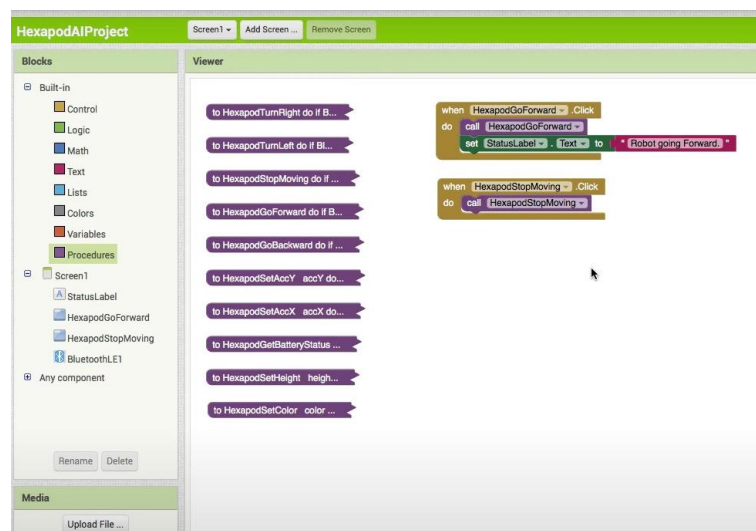 HexapodAIProject
Screen1 Add Screen ... Remove Screen
Blocks
Built-in
Control
Logic
Math
Text
Lists
Colors
Variables
Procedures
Screen1
A StatusLabel
HexapodGoForward
HexapodStopMoving
BluetoothLE1
Any component
Rename Delete
Media
Upload File ...
Viewer
to HexapodTurnRight do if B...
to HexapodTurnLeft do if Bl...
to HexapodStopMoving do if ...
to HexapodGoForward do if B...
to HexapodGoBackward do if ...
to HexapodSetAccY accY do...
to HexapodSetAccX accX do...
to HexapodGetBatteryStatus ...
to HexapodSetHeight heigh...
to HexapodSetColor color ...
when HexapodGoForward .Click
do call HexapodGoForward
set StatusLabel . Text to " Robot going Forward. "
when HexapodStopMoving .Click
do call HexapodStopMoving